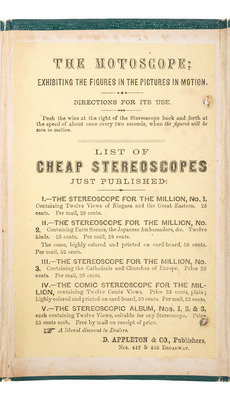 THE MOTOSCOPE;
EXHIBITING THE FIGURES IN THE PICTURES IN MOTION.
DIRECTIONS FOR ITS USE.
Push the wire at the right of the Stereoscope back and forth at
the speed of about once every two seconds, when the figures will be
seen in motion.
LIST OF
CHEAP STEREOSCOPES
JUST PUBLISHED:
I.—THE STEREOSCOPE FOR THE MILLION, No. 1.
Containing Twelve Views of Niagara and the Great Eastern. 25
cents. Per mail, 28 cents.
II.—THE STEREOSCOPE FOR THE MILLION, No.
2. Containing Farm Scenes, the Japanese Ambassadors, &c. Twelve
kinds. 25 cents. Per mail, 28 cents.
The same, highly colored and printed on card-board, 50 cents.
Per mail, 53 cents.
III.—THE STEREOSCOPE FOR THE MILLION, No.
3. Containing the Cathedrals and Churches of Europe. Price 25
cents. Per mail, 28 cents.
IV.—THE COMIC STEREOSCOPE FOR THE MIL-
LION, containing Twelve Comic Views. Price 25 cents, plain;
highly colored and printed on card-board, 50 cents. Per mail, 53 cents.
V.—THE STEREOSCOPIC ALBUM, Nos. 1, 2 & 3,
each containing Twelve Views, suitable for any Stereoscope. Price,
25 cents each. Free by mail on receipt of price.
☞ A liberal discount to Dealers.
D. APPLETON & CO., Publishers,
Nos. 443 & 445 Broadway.